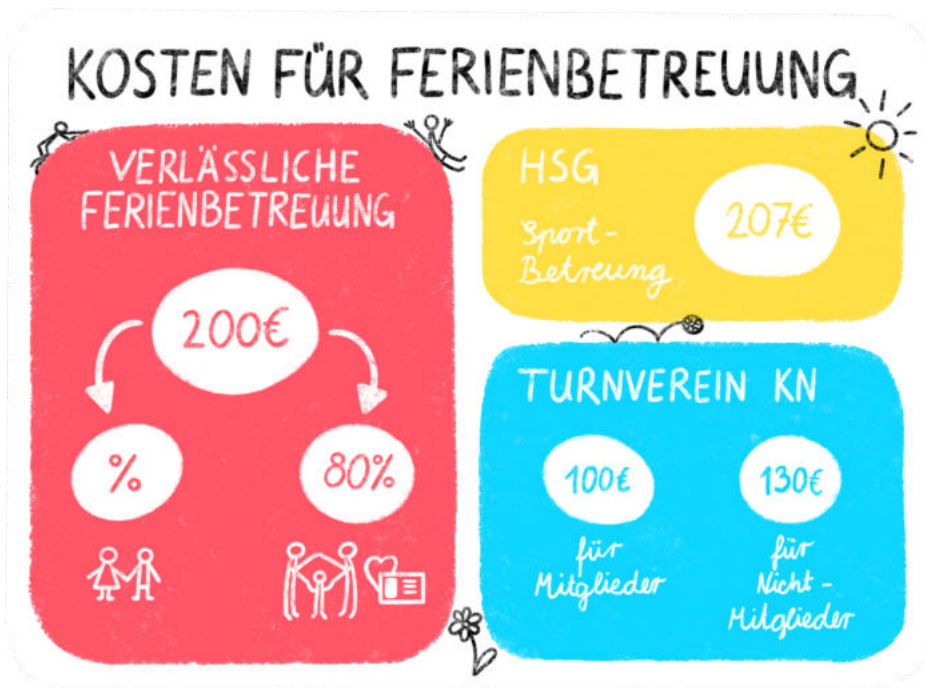 KOSTEN FÜR FERIENBETREUUNG
VERLÄSSLICHE
FERIENBETREUUNG
200€
%
80%
HSG
Sport-
Betreung
207€
TURNVEREIN KN
100€
für
Mitglieder
130€
für
Nicht-
Mitglieder